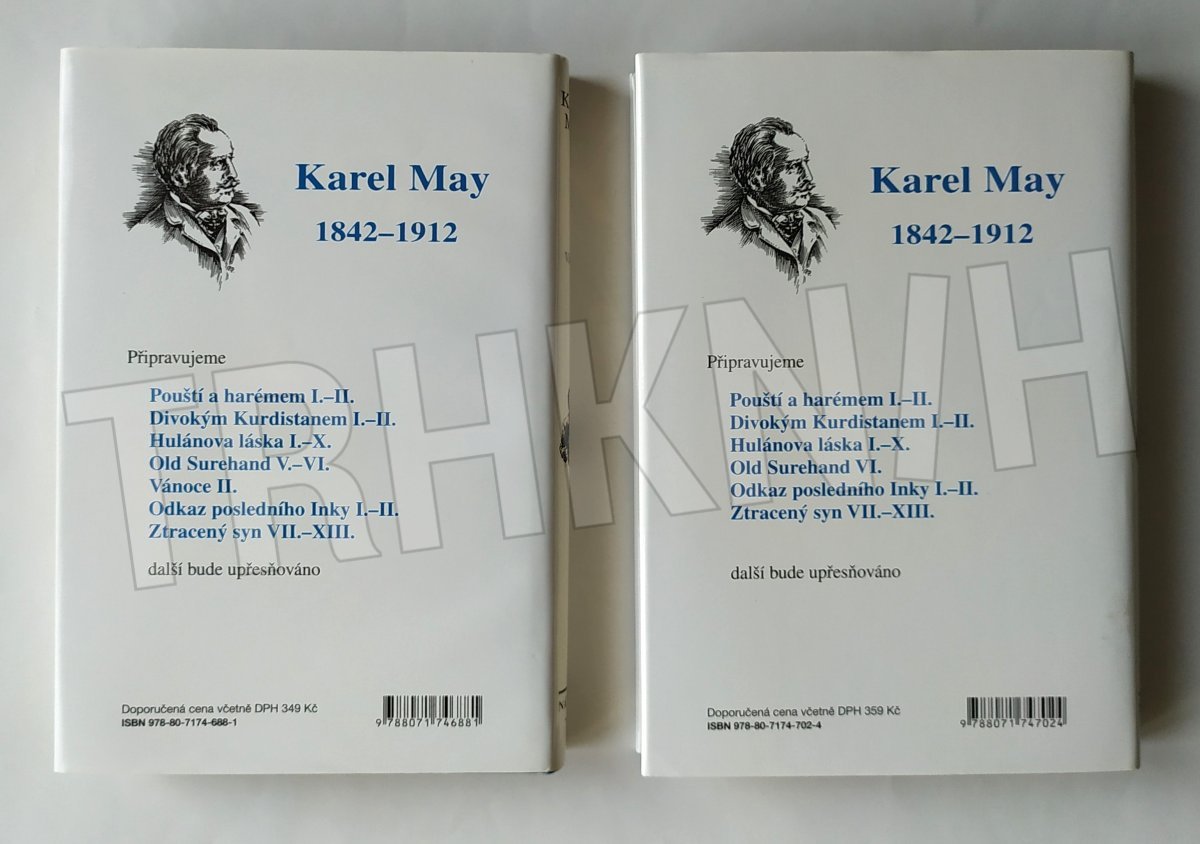 Karel May
1842–1912
Připravujeme
Pouští a harémem I.–II.
Divokým Kurdistanem I.–II.
Hulánova láska I.–X.
Old Surehand V.–VI.
Vánoce II.
Odkaz posledního Inky I.–II.
Ztracený syn VII.–XIII.
další bude upřesňováno
Doporučená cena včetně DPH 349 Kč
ISBN 978-80-7174-688-1
9 788071 746881
Karel May
1842–1912
Připravujeme
Pouští a harémem I.–II.
Divokým Kurdistanem I.–II.
Hulánova láska I.–X.
Old Surehand VI.
Odkaz posledního Inky I.–II.
Ztracený syn VII.–XIII.
další bude upřesňováno
Doporučená cena včetně DPH 359 Kč
ISBN 978-80-7174-702-4
9 788071 747024
TRHKNIH